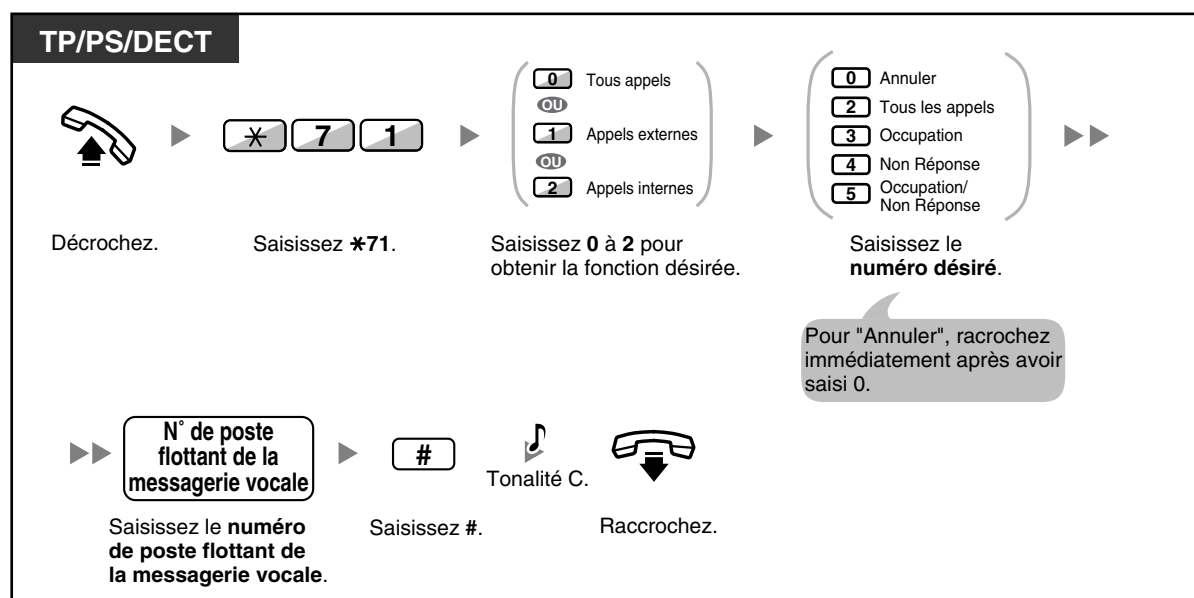 TP/PS/DECT
* 7 1
0 Tous appels
OU
1 Appels externes
OU
2 Appels internes
0 Annuler
2 Tous les appels
3 Occupation
4 Non Réponse
5 Occupation/
Non Réponse
Décrochez.
Saisissez *71.
Saisissez 0 à 2 pour
obtenir la fonction désirée.
Saisissez le
numéro désiré.
Pour "Annuler", racrochez
immédiatement après avoir
saisi 0.
N° de poste
flottant de la
messagerie vocale
#
Tonalité C.
Saisissez le numéro
de poste flottant de
la messagerie vocale.
Saisissez #.
Raccrochez.